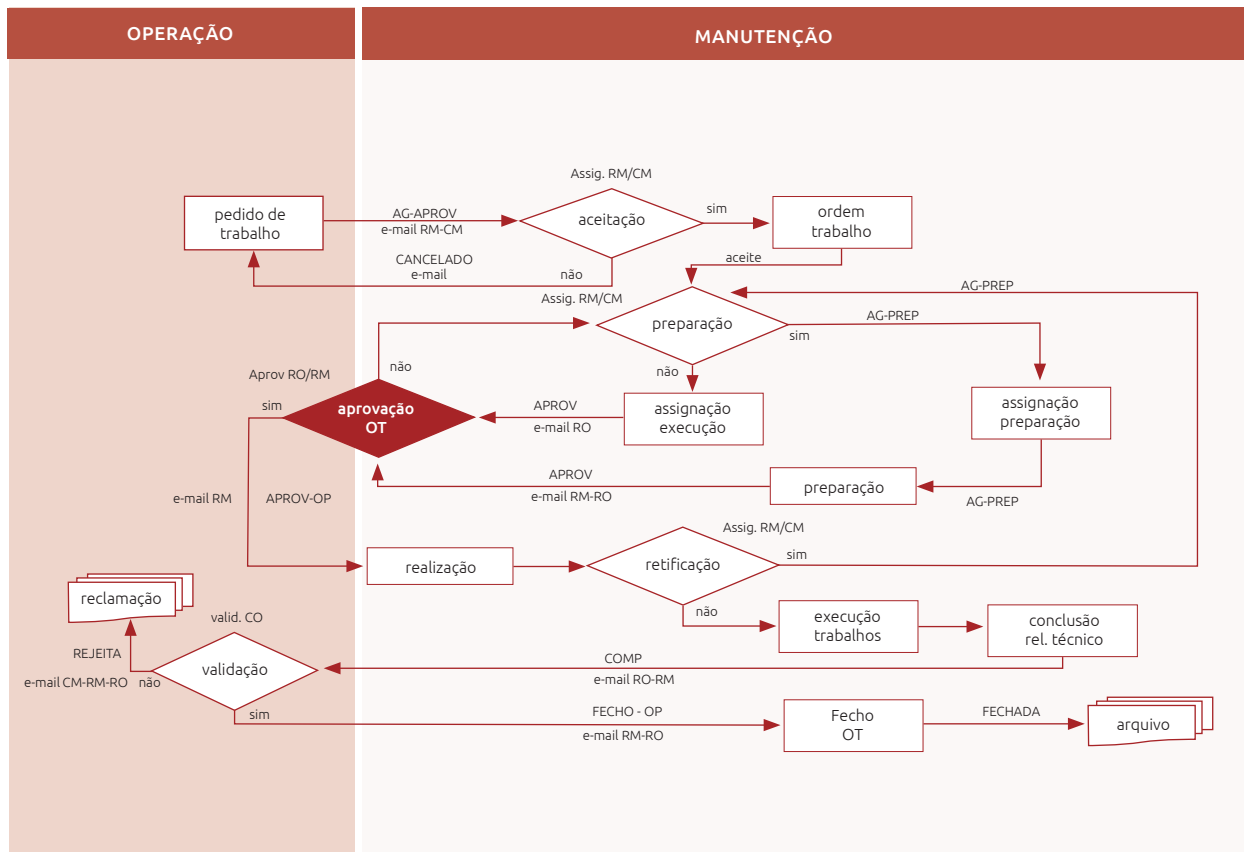 OPERAÇÃO
MANUTENÇÃO
Assig. RM/CM
pedido de
trabalho
AG-APROV
e-mail RM-CM
aceitação
sim
ordem
trabalho
CANCELADO
e-mail
não
aceite
Assig. RM/CM
AG-PREP
preparação
AG-PREP
sim
não
não
Aprov RO/RM
sim
aprovação
OT
APROV
e-mail RO
assignação
execução
assignação
preparação
e-mail RM
APROV-OP
APROV
e-mail RM-RO
preparação
AG-PREP
Assig. RM/CM
realização
retificação
sim
reclamação
não
execução
trabalhos
conclusão
rel. técnico
valid. CO
REJEITA
e-mail CM-RM-RO
não
validação
COMP
e-mail RO-RM
sim
FECHO - OP
e-mail RM-RO
Fecho
OT
FECHADA
arquivo